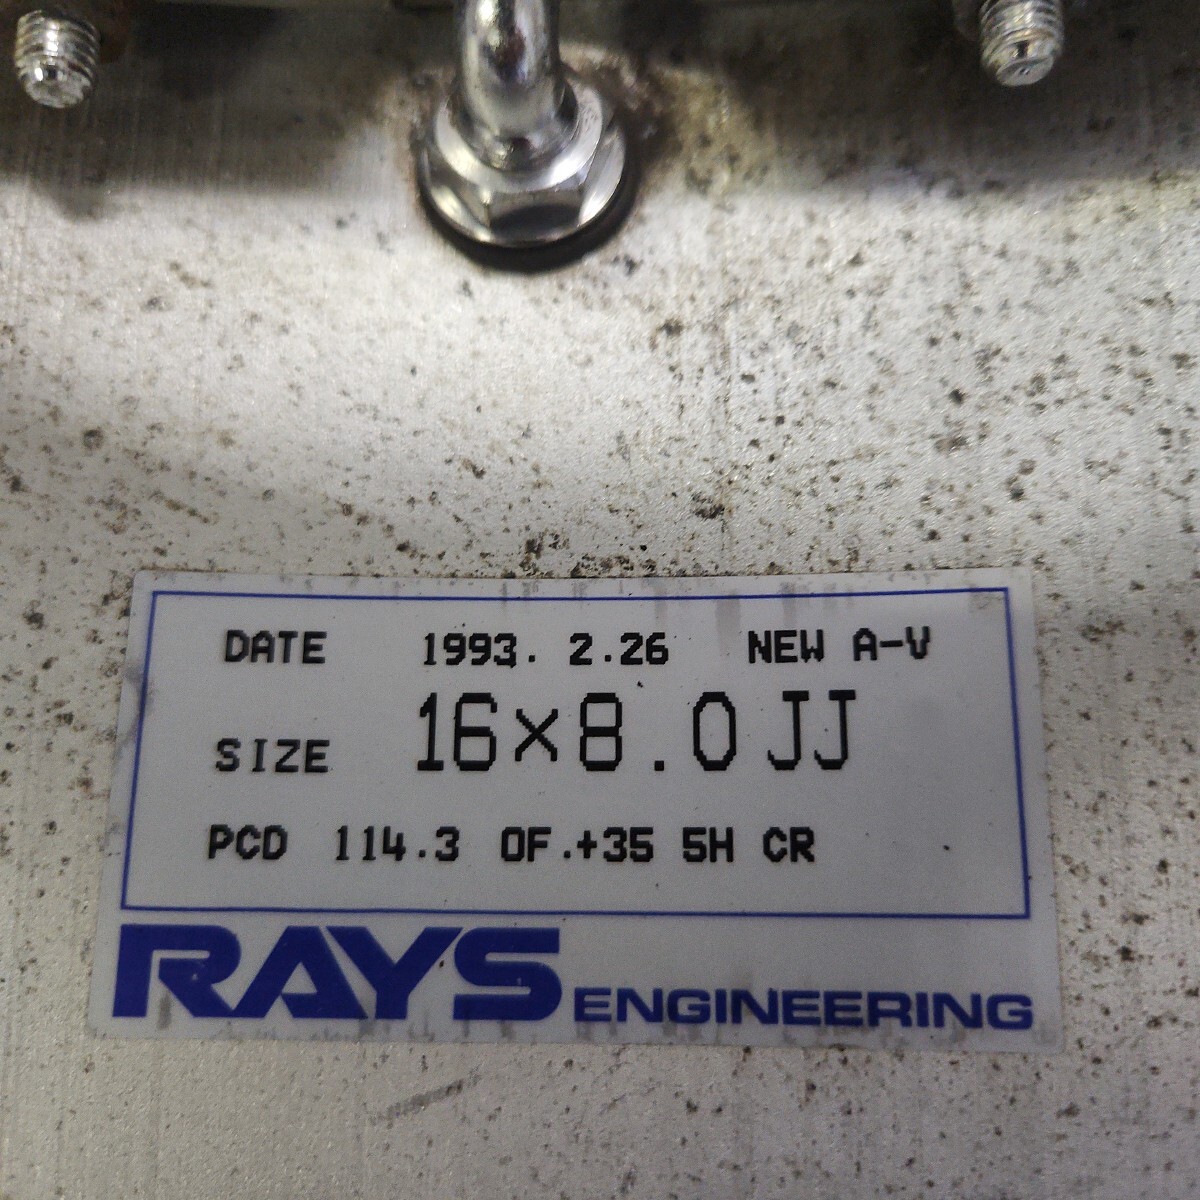 DATE 1993. 2.26 NEW A-V
SIZE 16×8.0JJ
PCD 114.3 OF.+35 5H CR
RAYS ENGINEERING